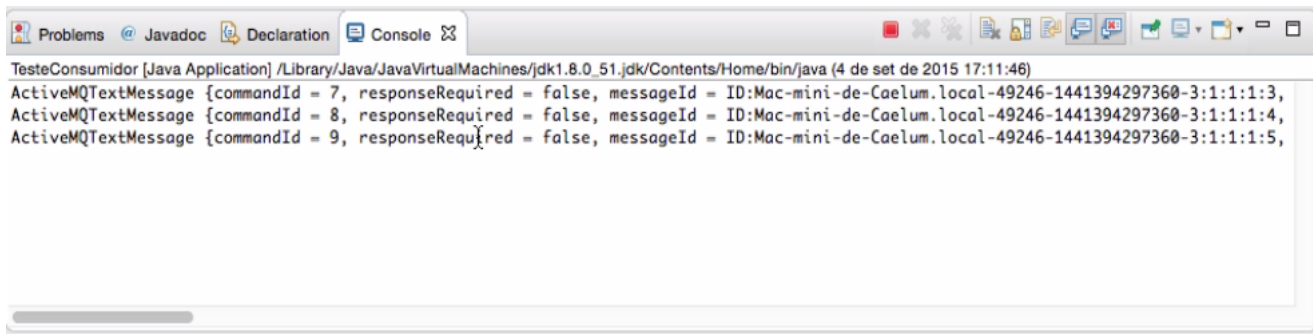 Problems @ Javadoc Declaration Console
TesteConsumidor [Java Application] /Library/Java/JavaVirtualMachines/jdk1.8.0_51.jdk/Contents/Home/bin/java (4 de set de 2015 17:11:46)
ActiveMQTextMessage {commandId = 7, responseRequired = false, messageId = ID:Mac-mini-de-Caelum.local-49246-1441394297360-3:1:1:1:3,
ActiveMQTextMessage {commandId = 8, responseRequired = false, messageId = ID:Mac-mini-de-Caelum.local-49246-1441394297360-3:1:1:1:4,
ActiveMQTextMessage {commandId = 9, responseRequired = false, messageId = ID:Mac-mini-de-Caelum.local-49246-1441394297360-3:1:1:1:5,